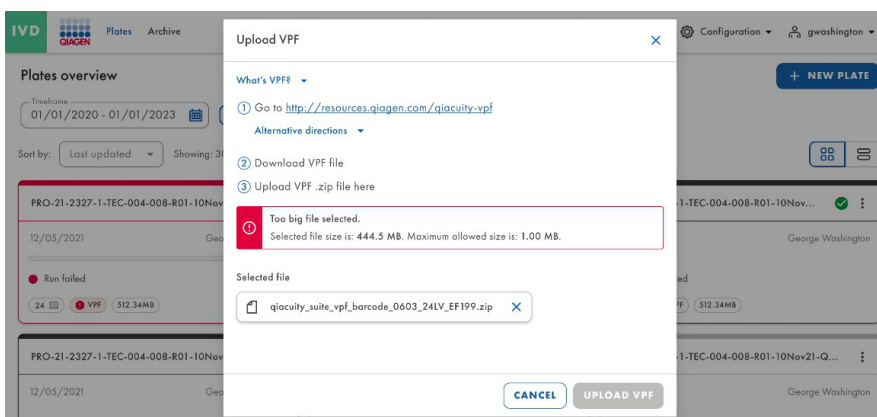 IVD
QIAGEN
Plates
Archive
Configuration
gwashington
Plates overview
+ NEW PLATE
Timeframe
01/01/2020 - 01/01/2023
Sort by:
Last updated
Showing: 3
PRO-21-2327-1-TEC-004-008-R01-10Nov
12/05/2021
Geo
Run failed
24
VPF
512.34MB
PRO-21-2327-1-TEC-004-008-R01-10Nov
12/05/2021
Geo
Upload VPF
What's VPF?
1 Go to http://resources.qiagen.com/qiacuity-vpf
Alternative directions
2 Download VPF file
3 Upload VPF .zip file here
Too big file selected.
Selected file size is: 444.5 MB. Maximum allowed size is: 1.00 MB.
Selected file
qiacuity_suite_vpf_barcode_0603_24LV_EF199.zip
CANCEL
UPLOAD VPF
-1-TEC-004-008-R01-10Nov...
George Washington
ed
PF
512.34MB
-1-TEC-004-008-R01-10Nov21-Q...
George Washington